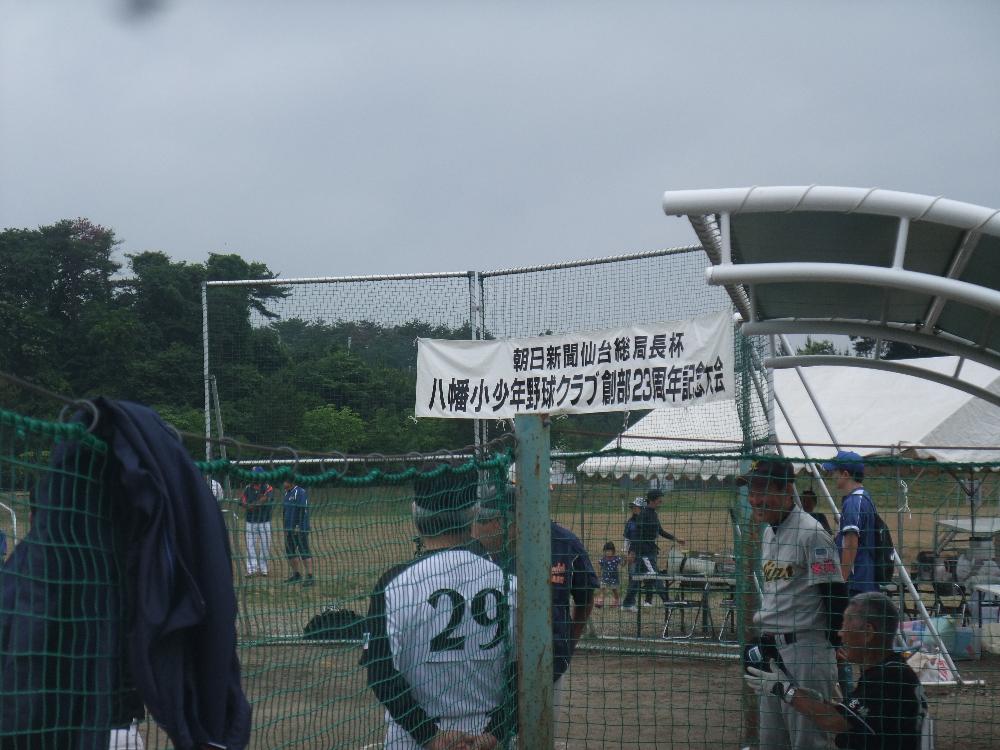 朝日新聞仙台総局長杯
八幡小少年野球クラブ創部23周年記念大会
29